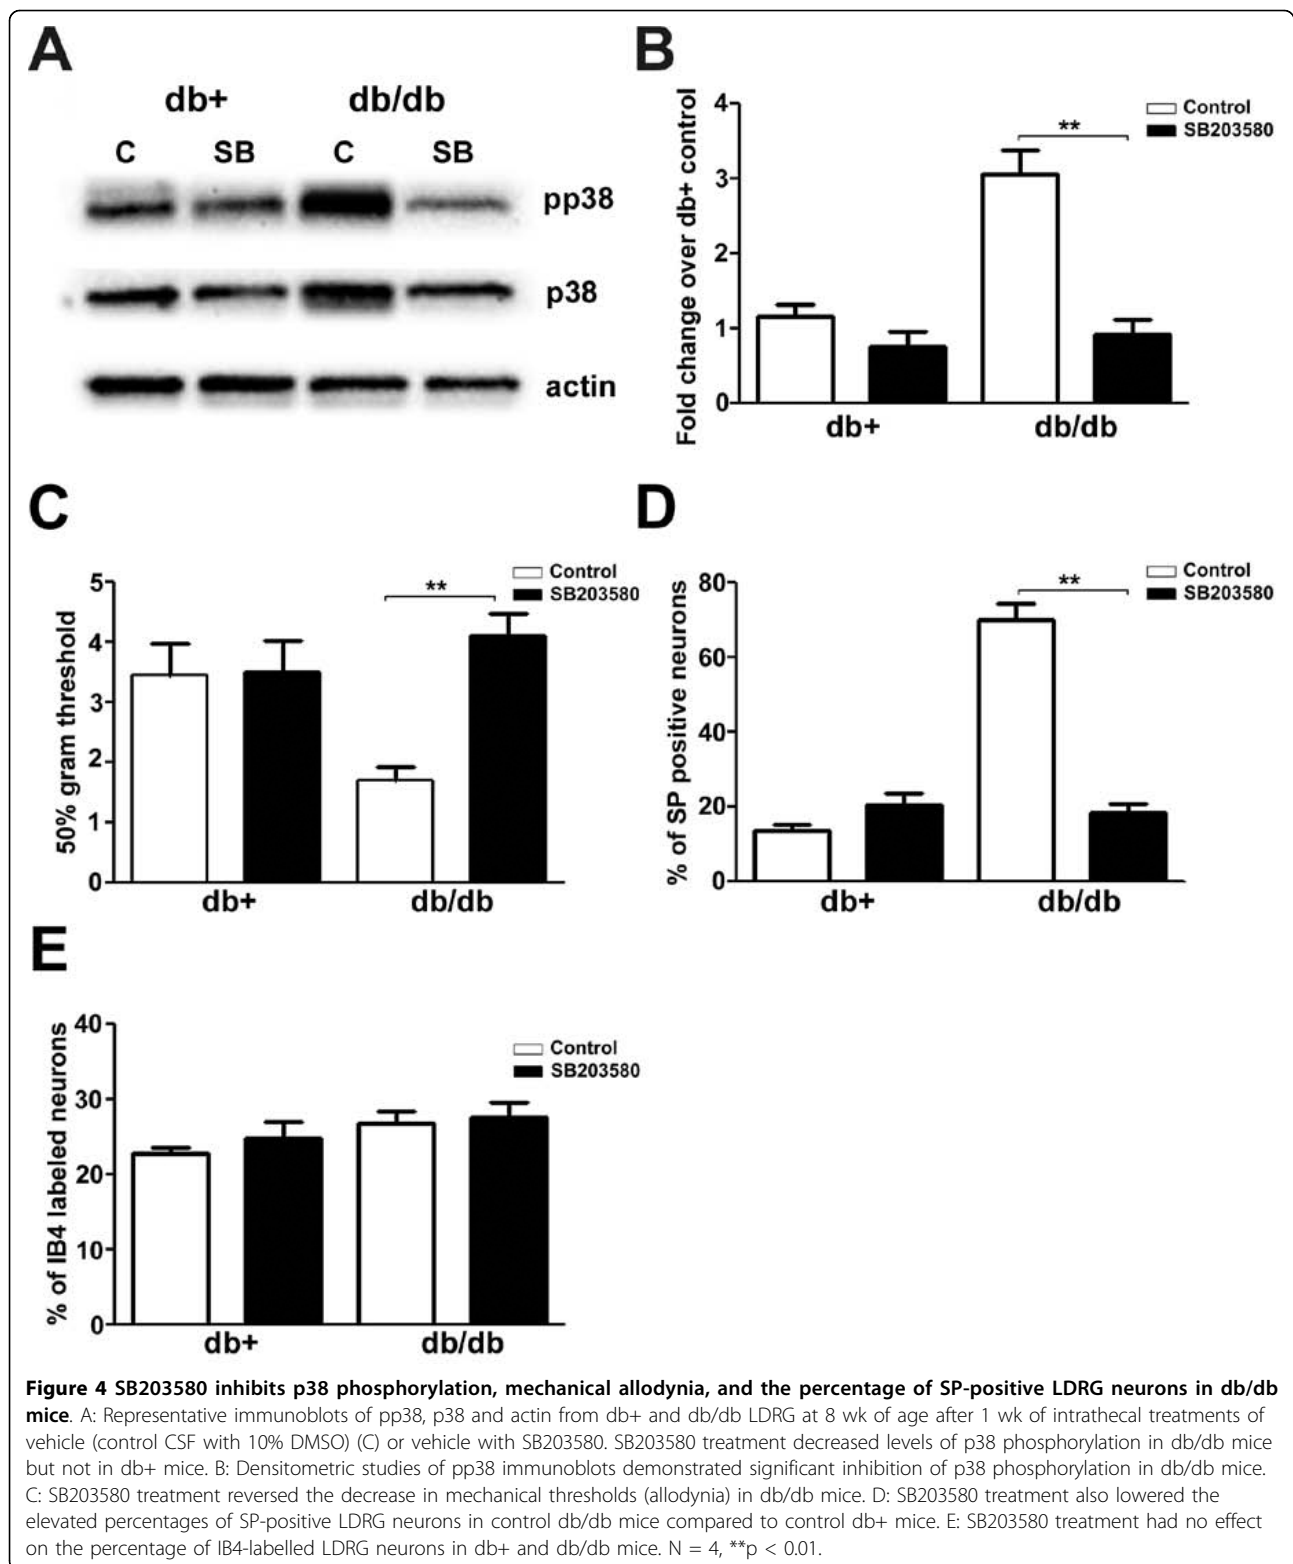 A
db+ db/db
C SB C SB
pp38
p38
actin
B
Fold change over db+ control
4
3
2
1
0
**
Control
SB203580
db+ db/db
C
50% gram threshold
5
4
3
2
1
0
**
Control
SB203580
db+ db/db
D
% of SP positive neurons
80
60
40
20
0
**
Control
SB203580
db+ db/db
E
% of IB4 labeled neurons
40
30
20
10
0
Control
SB203580
db+ db/db
Figure 4 SB203580 inhibits p38 phosphorylation, mechanical allodynia, and the percentage of SP-positive LDRG neurons in db/db
mice. A: Representative immunoblots of pp38, p38 and actin from db+ and db/db LDRG at 8 wk of age after 1 wk of intrathecal treatments of
vehicle (control CSF with 10% DMSO) (C) or vehicle with SB203580. SB203580 treatment decreased levels of p38 phosphorylation in db/db mice
but not in db+ mice. B: Densitometric studies of pp38 immunoblots demonstrated significant inhibition of p38 phosphorylation in db/db mice.
C: SB203580 treatment reversed the decrease in mechanical thresholds (allodynia) in db/db mice. D: SB203580 treatment also lowered the
elevated percentages of SP-positive LDRG neurons in control db/db mice compared to control db+ mice. E: SB203580 treatment had no effect
on the percentage of IB4-labelled LDRG neurons in db+ and db/db mice. N = 4, **p < 0.01.